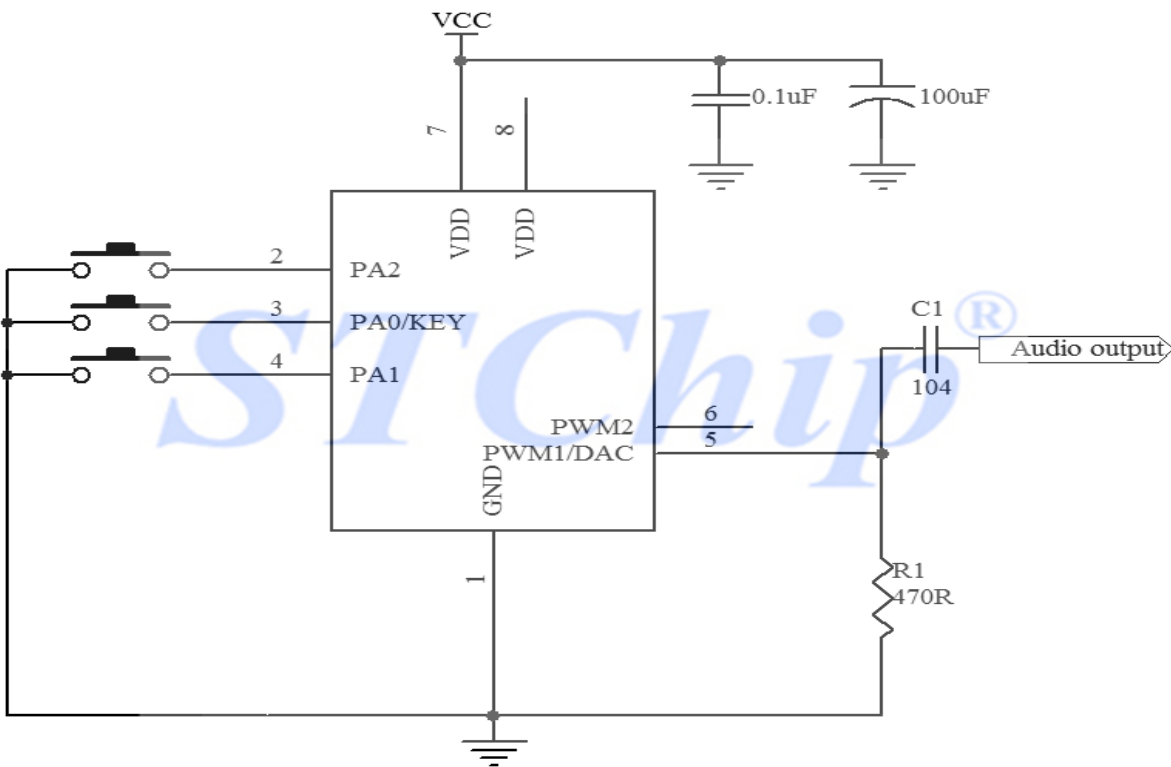 VCC
0.1uF
100uF
7
8
VDD
VDD
2
PA2
3
PA0/KEY
4
PA1
STChip®
C1
Audio output
104
PWM2
6
PWM1/DAC
5
GND
1
R1
470R